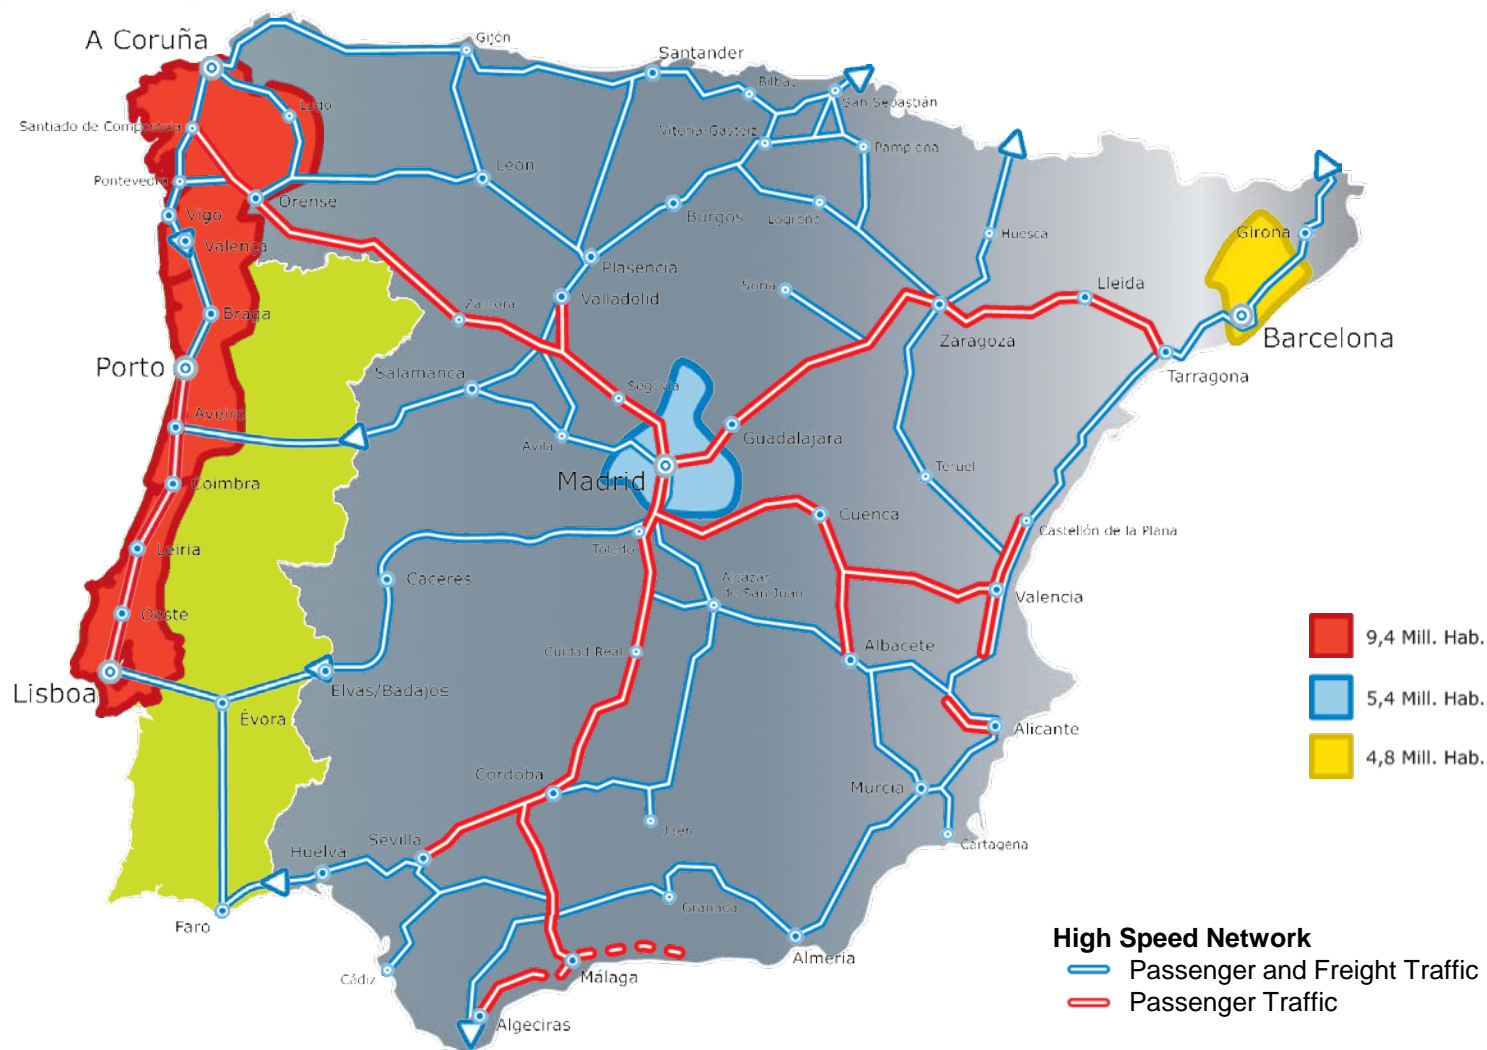 A Coruña
Gijón
Santander
Bilbao
San Sebastián
Lugo
Santiado de Compostela
Vitoria-Gasteiz
Pamplona
Pontevedra
Leon
Orense
Vigo
Burgos
Logroño
Huesca
Girona
Valença
Plasencia
Soria
Lleida
Valladolid
Zamora
Braga
Zaragoza
Barcelona
Porto
Salamanca
Segovia
Tarragona
Aveiro
Avila
Guadalajara
Teruel
Madrid
Coimbra
Cuenca
Castellón de la Plana
Toledo
Leiria
Caceres
Alcazar
de San Juan
Valencia
Oeste
Cuidad Real
Albacete
9,4 Mill. Hab.
Lisboa
Elvas/Badajos
5,4 Mill. Hab.
Évora
Alicante
4,8 Mill. Hab.
Córdoba
Murcia
Jaén
Cartagena
Sevilla
Huelva
Granada
Faro
Almería
Cádiz
Málaga
Algeciras
High Speed Network
Passenger and Freight Traffic
Passenger Traffic